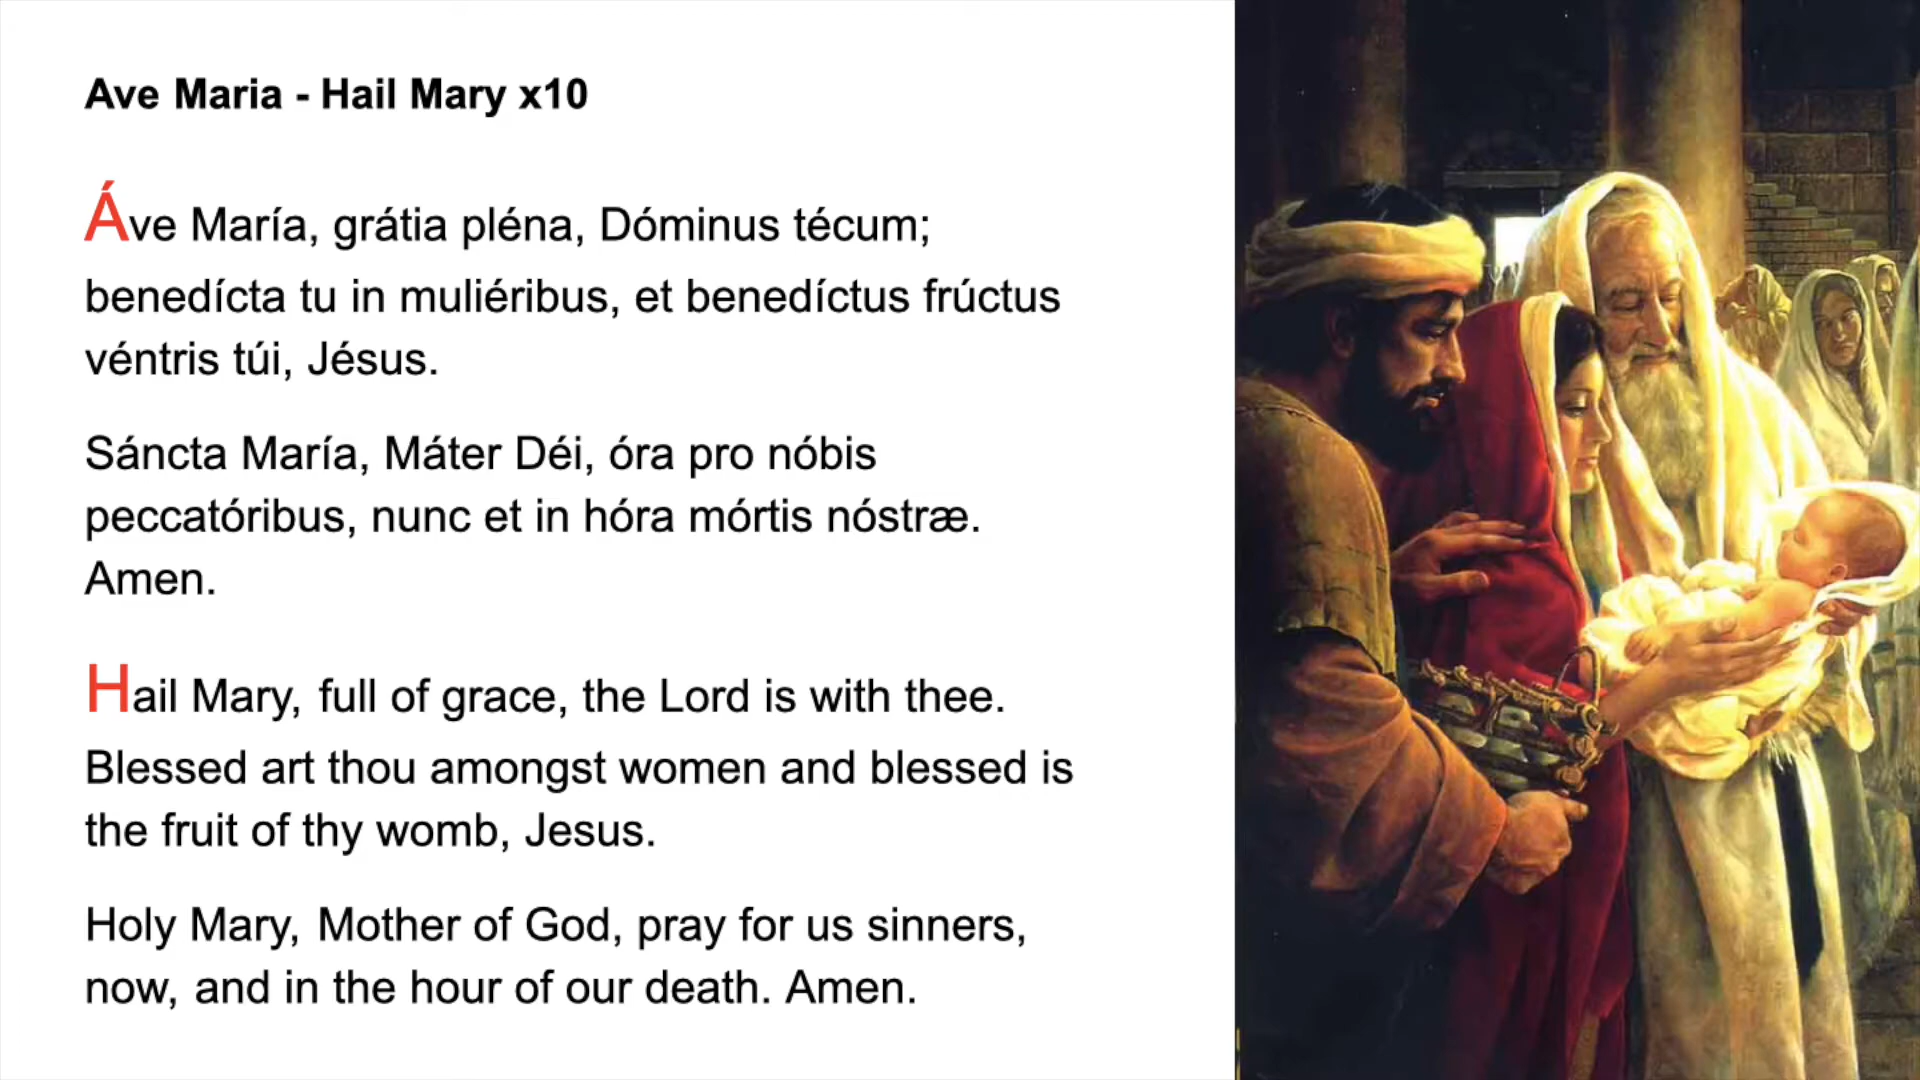 Ave Maria - Hail Mary x10
Áve María, grátia pléna, Dóminus técum;
benedícta tu in muliéribus, et benedíctus frúctus
véntris túi, Jésus.
Sáncta María, Máter Déi, óra pro nóbis
peccatóribus, nunc et in hóra mórtis nóstræ.
Amen.
Hail Mary, full of grace, the Lord is with thee.
Blessed art thou amongst women and blessed is
the fruit of thy womb, Jesus.
Holy Mary, Mother of God, pray for us sinners,
now, and in the hour of our death. Amen.